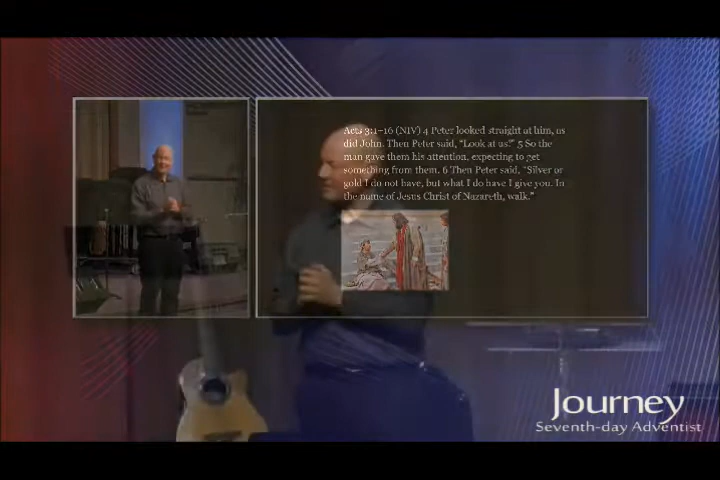 Acts 3:1–16 (NIV) 4 Peter looked straight at him, as
did John. Then Peter said, “Look at us!” 5 So the
man gave them his attention, expecting to get
something from them. 6 Then Peter said, “Silver or
gold I do not have, but what I do have I give you. In
the name of Jesus Christ of Nazareth, walk.”
Journey
Seventh-day Adventist